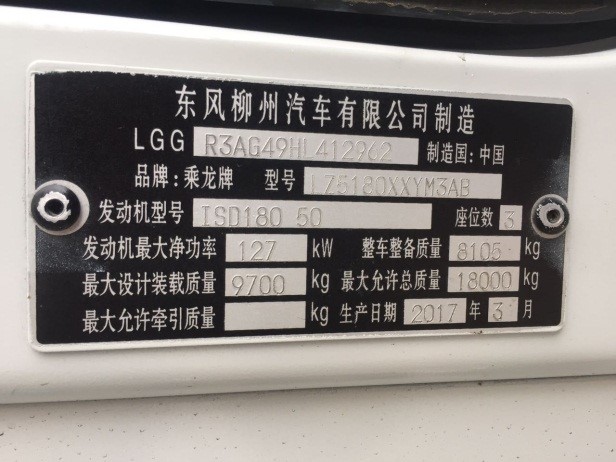 东风柳州汽车有限公司制造
LGG R3AG49HL412962 制造国:中国
品牌:乘龙牌 型号 LZ5180XXYM3AB
发动机型号 ISD180 50 座位数 3
发动机最大净功率 127 kW 整车整备质量 8105 kg
最大设计装载质量 9700 kg 最大允许总质量 18000 kg
最大允许牵引质量 kg 生产日期 2017 年 3 月